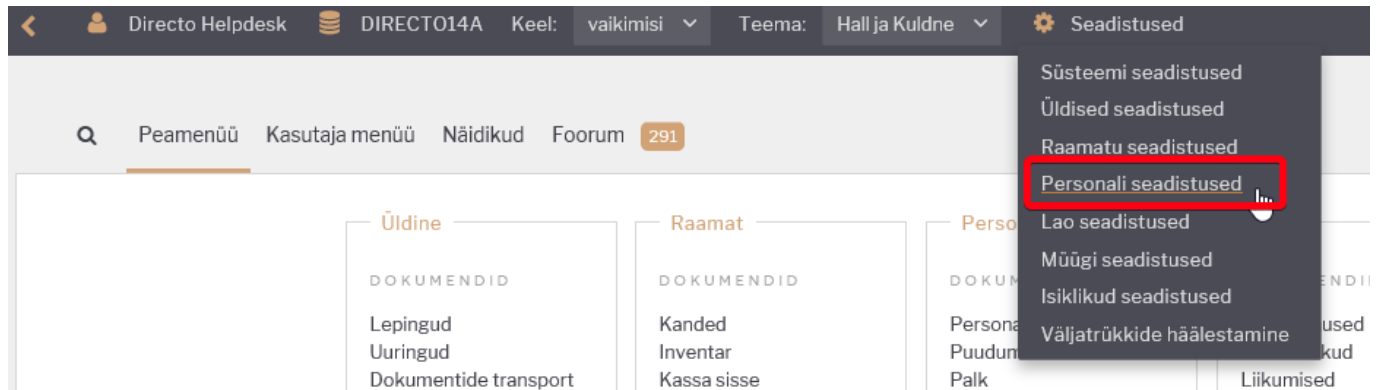 Directo Helpdesk DIRECTO14A Keel: vaikimisi Teema: Hall ja Kuldne Seadistused
Süsteemi seadistused
Üldised seadistused
Raamatu seadistused
Personali seadistused
Lao seadistused
Müügi seadistused
Isiklikud seadistused
Väljatrükkide häälestamine
Peamenüü Kasutaja menüü Näidikud Foorum 291
Üldine Raamat
DOKUMENDID DOKUMENDID
Lepingud Kanded
Uuringud Inventar
Dokumentide transport Kassa sisse Palk Liikumised